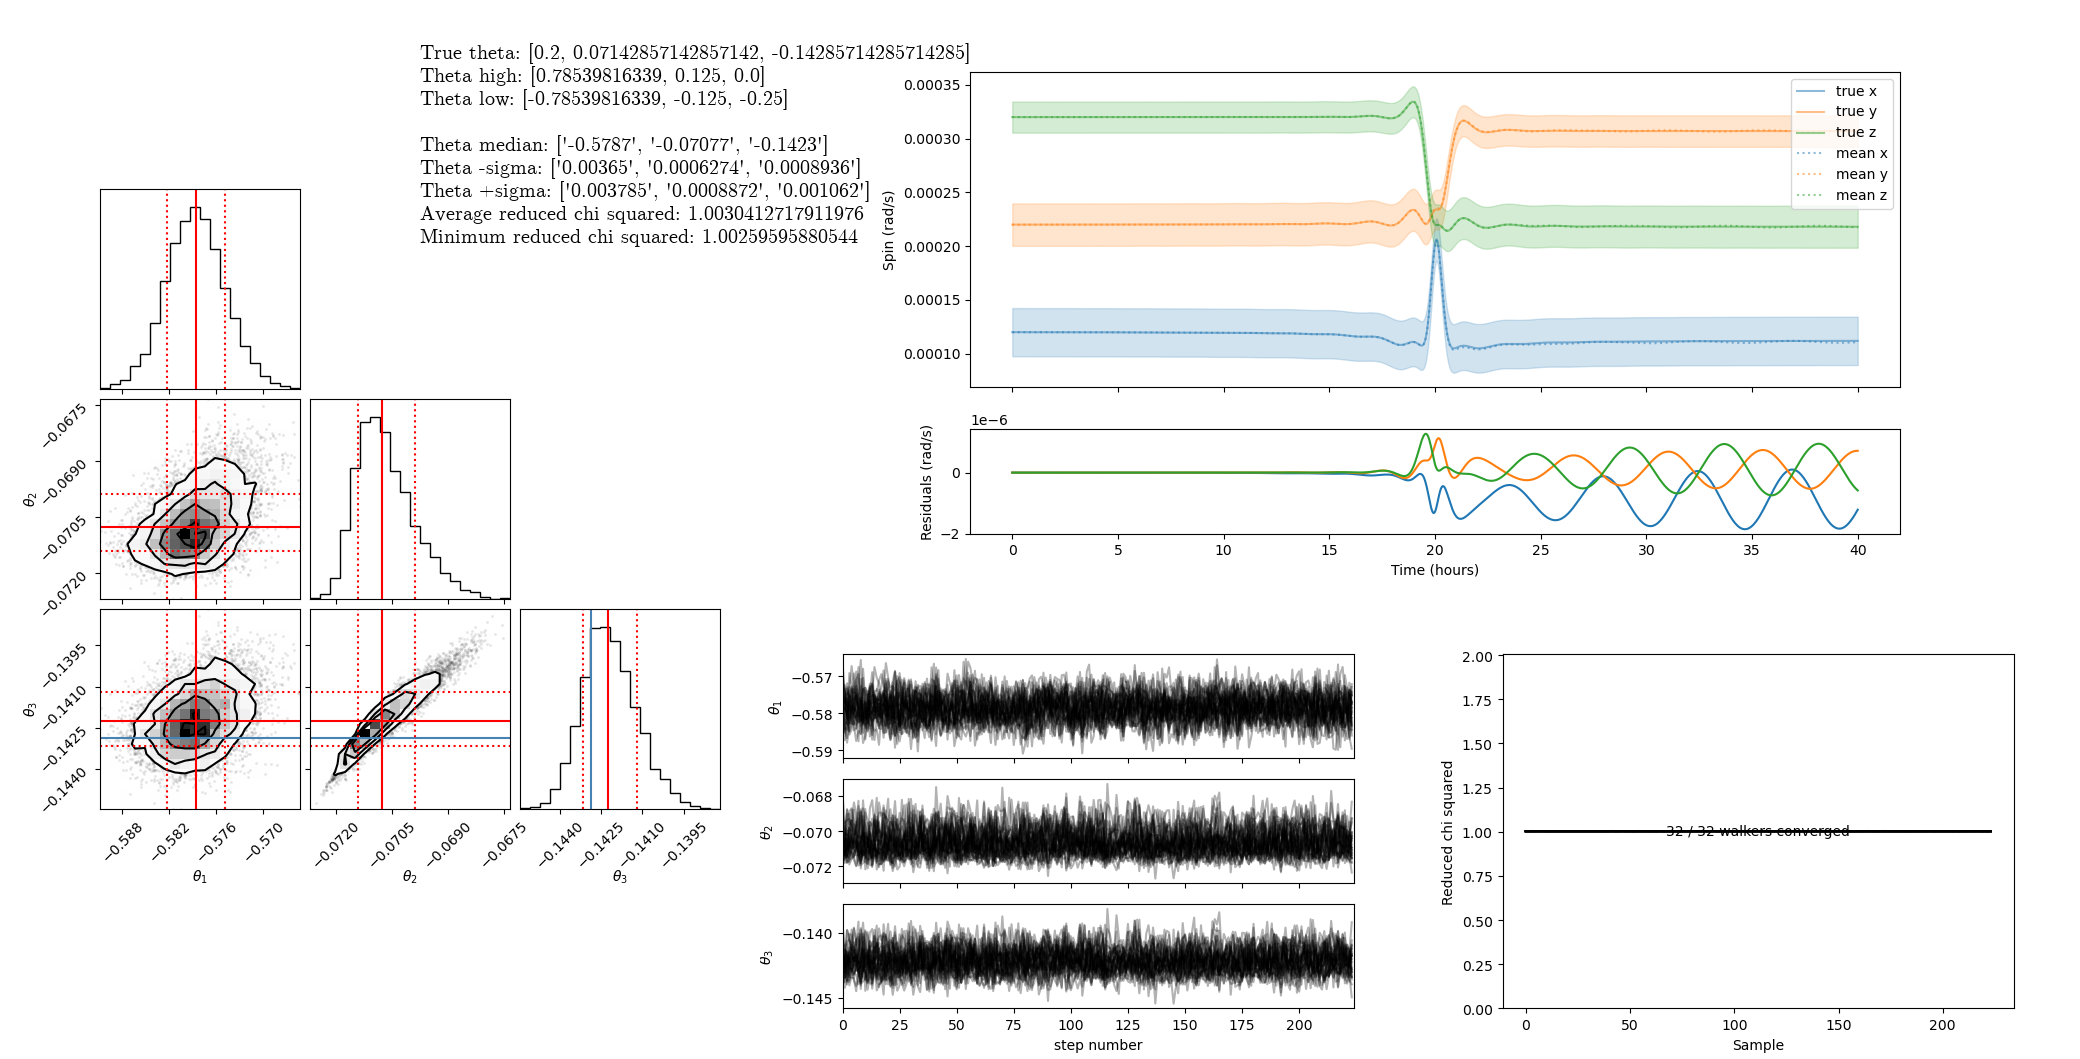 True theta: [0.2, 0.07142857142857142, -0.14285714285714285]
Theta high: [0.78539816339, 0.125, 0.0]
Theta low: [-0.78539816339, -0.125, -0.25]
Theta median: ['-0.5787', '-0.07077', '-0.1423']
Theta -sigma: ['0.00365', '0.0006274', '0.0008936']
Theta +sigma: ['0.003785', '0.0008872', '0.001062']
Average reduced chi squared: 1.0030412717911976
Minimum reduced chi squared: 1.00259595880544
−0.0675
−0.0690
−0.0705
−0.0720
θ2
−0.1395
−0.1410
−0.1425
−0.1440
θ3
−0.588
−0.582
−0.576
−0.570
θ1
−0.0720
−0.0705
−0.0690
−0.0675
θ2
−0.1440
−0.1425
−0.1410
−0.1395
θ3
0.00035
0.00030
0.00025
0.00020
0.00015
0.00010
Spin (rad/s)
true x
true y
true z
mean x
mean y
mean z
1e−6
0
−2
Residuals (rad/s)
0 5 10 15 20 25 30 35 40
Time (hours)
−0.57
−0.58
−0.59
θ1
−0.068
−0.070
−0.072
θ2
−0.140
−0.145
θ3
0 25 50 75 100 125 150 175 200
step number
2.00
1.75
1.50
1.25
1.00
0.75
0.50
0.25
0.00
Reduced chi squared
32 / 32 walkers converged
0 50 100 150 200
Sample